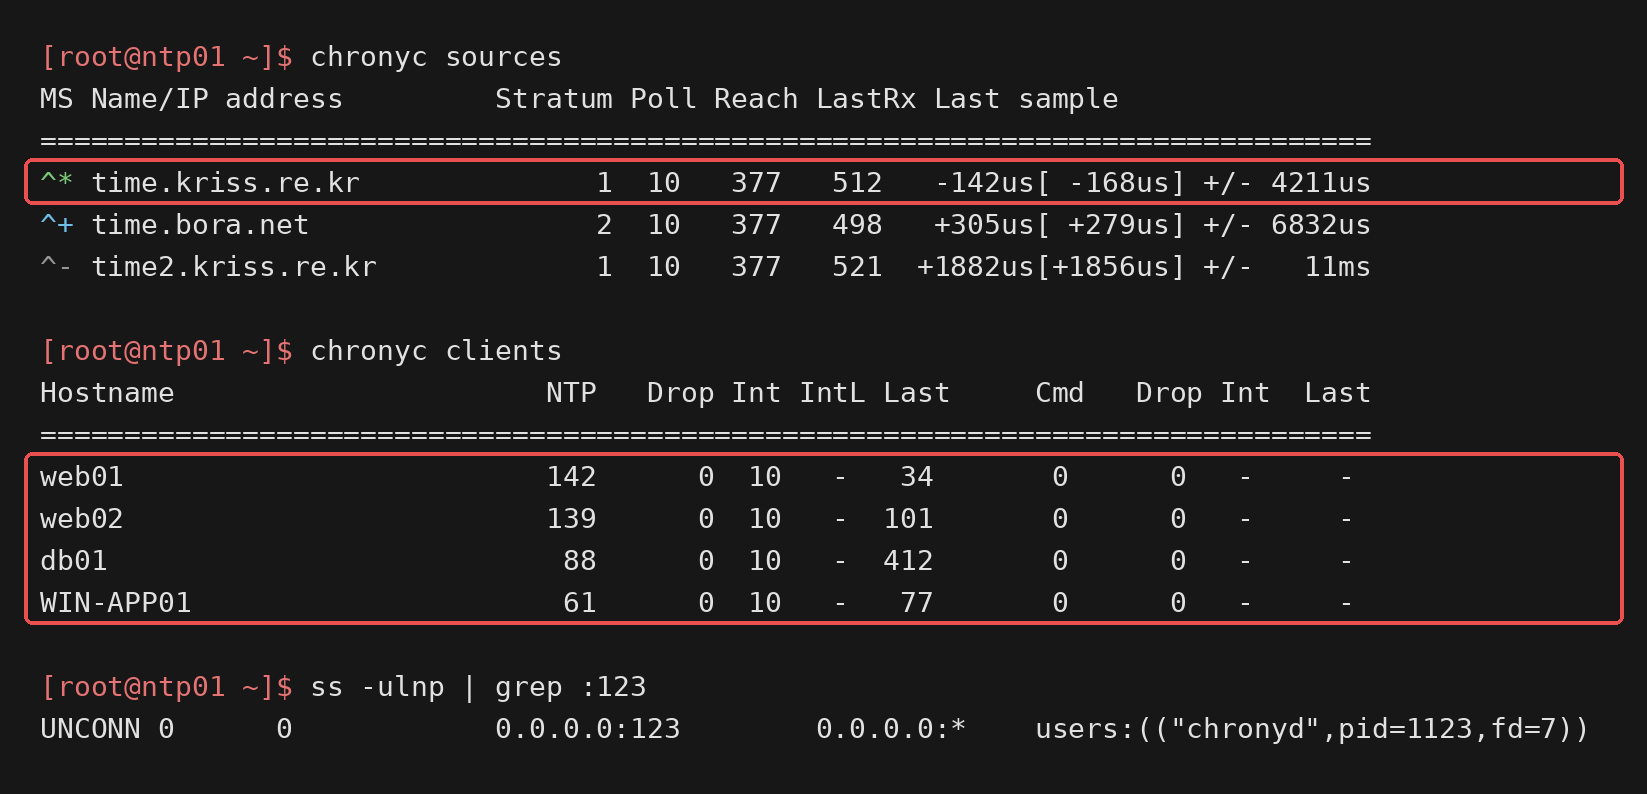 [root@ntp01 ~]$ chronyc sources
MS Name/IP address         Stratum Poll Reach LastRx Last sample
===============================================================================
^* time.kriss.re.kr              1  10   377   512   -142us[ -168us] +/- 4211us
^+ time.bora.net                 2  10   377   498   +305us[ +279us] +/- 6832us
^- time2.kriss.re.kr             1  10   377   521  +1882us[+1856us] +/-   11ms
[root@ntp01 ~]$ chronyc clients
Hostname                      NTP   Drop Int IntL Last     Cmd   Drop Int  Last
===============================================================================
web01                         142      0  10   -   34       0      0   -     -
web02                         139      0  10   -  101       0      0   -     -
db01                           88      0  10   -  412       0      0   -     -
WIN-APP01                      61      0  10   -   77       0      0   -     -
[root@ntp01 ~]$ ss -ulnp | grep :123
UNCONN 0      0            0.0.0.0:123        0.0.0.0:*    users:(("chronyd",pid=1123,fd=7))